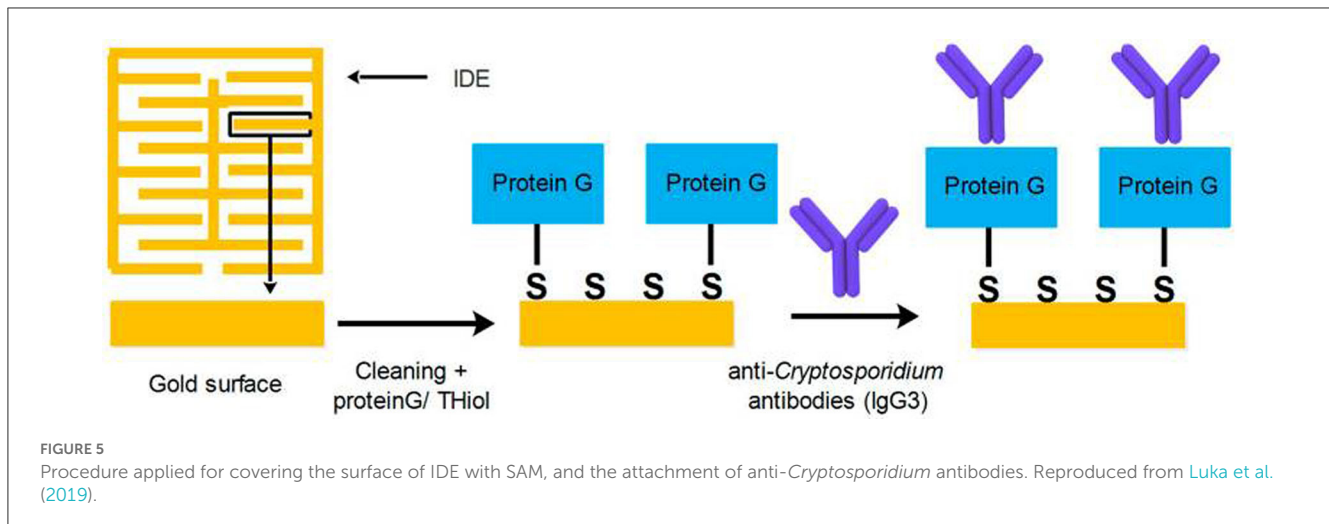 IDE
Protein G
Protein G
Protein G
Protein G
S S S S
S S S S
Gold surface
Cleaning +
proteinG/ THiol
anti-Cryptosporidium
antibodies (IgG3)
FIGURE 5
Procedure applied for covering the surface of IDE with SAM, and the attachment of anti-Cryptosporidium antibodies. Reproduced from Luka et al.
(2019).